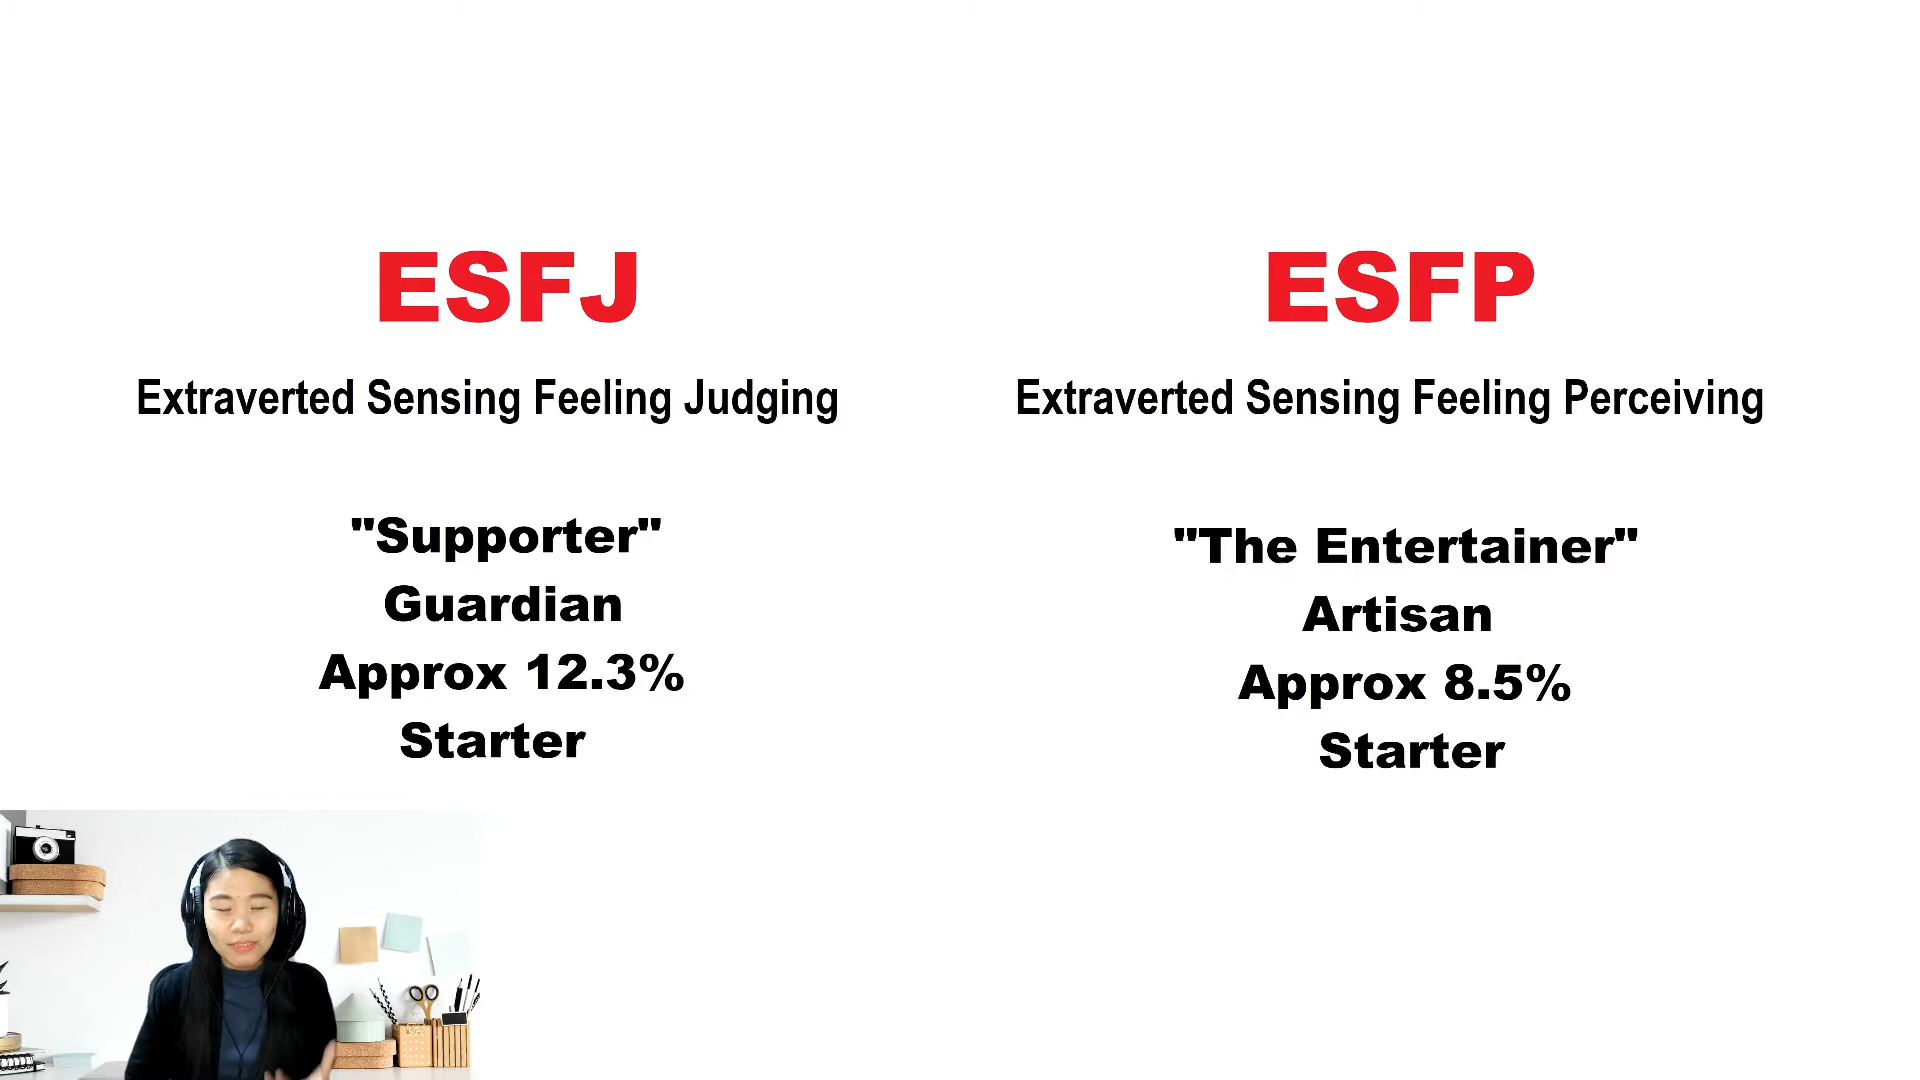 ESFJ
Extraverted Sensing Feeling Judging
"Supporter"
Guardian
Approx 12.3%
Starter
ESFP
Extraverted Sensing Feeling Perceiving
"The Entertainer"
Artisan
Approx 8.5%
Starter